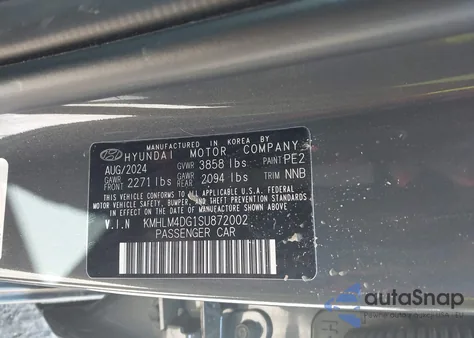 MANUFACTURED IN KOREA BY
HYUNDAI MOTOR COMPANY
AUG/2024 GVWR 3858 lbs PAINT PE2
GAWR FRONT 2271 lbs GAWR REAR 2094 lbs TRIM NNB
THIS VEHICLE CONFORMS TO ALL APPLICABLE U.S.A. FEDERAL
MOTOR VEHICLE SAFETY, BUMPER, AND THEFT PREVENTION
STANDARDS IN EFFECT ON THE DATE OF MANUFACTURE
SHOWN ABOVE.
V.I.N KMHLM4DG1SU872002
PASSENGER CAR
autaSnap